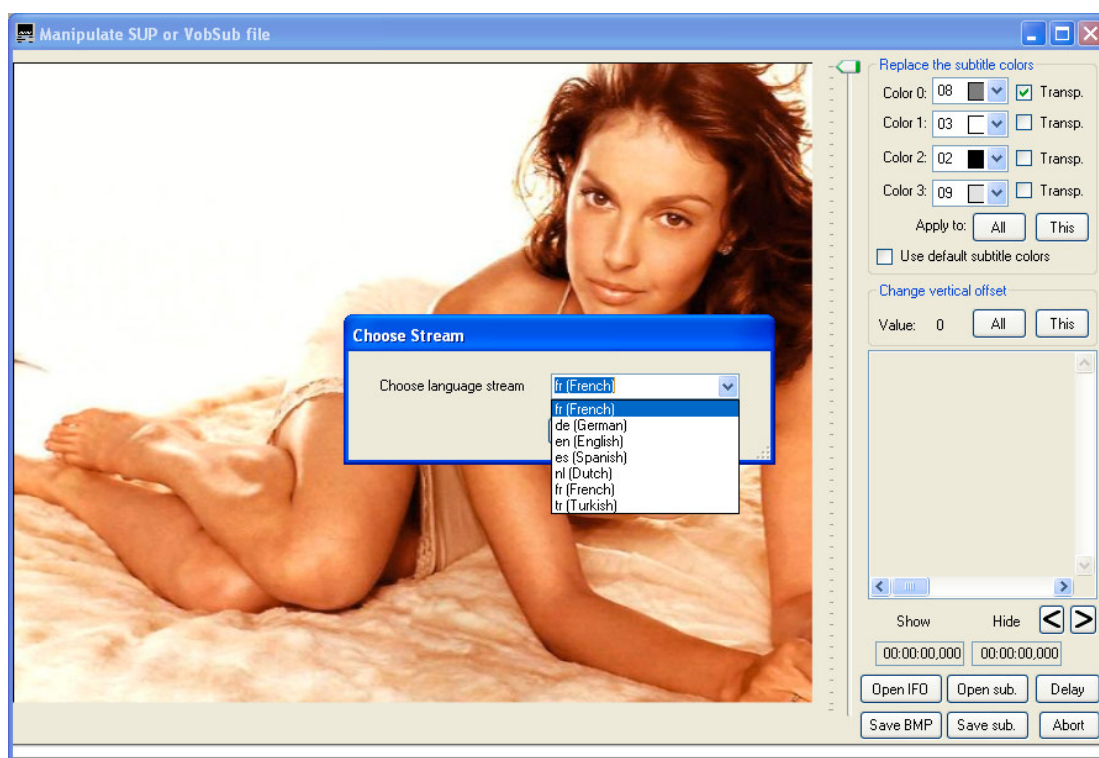 Manipulate SUP or VobSub file
Replace the subtitle colors
Color 0: 08 Transp.
Color 1: 03 Transp.
Color 2: 02 Transp.
Color 3: 09 Transp.
Apply to: All This
Use default subtitle colors
Change vertical offset
Value: 0 All This
Choose Stream
Choose language stream fr (French)
fr (French)
de (German)
en (English)
es (Spanish)
nl (Dutch)
fr (French)
tr (Turkish)
Show Hide < >
00:00:00,000 00:00:00,000
Open IFO Open sub. Delay
Save BMP Save sub. Abort